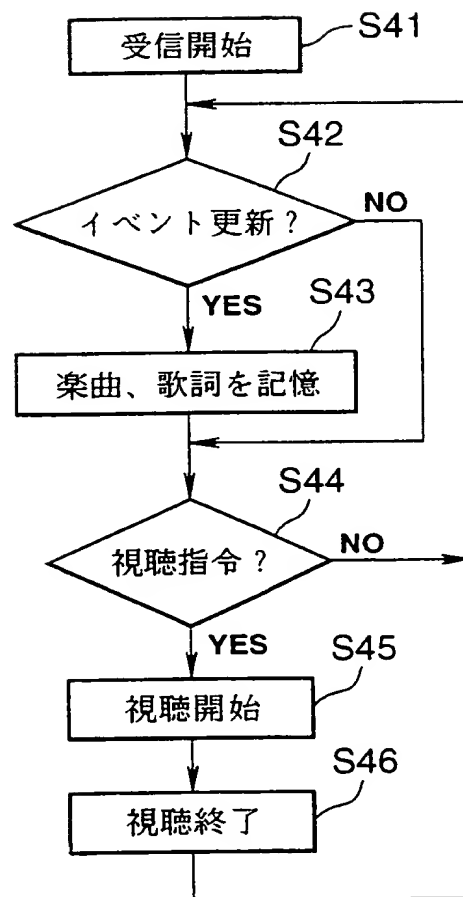 S41
受信開始
S42
イベント更新?
NO
YES
S43
楽曲、歌詞を記憶
S44
視聴指令?
NO
YES
S45
視聴開始
S46
視聴終了